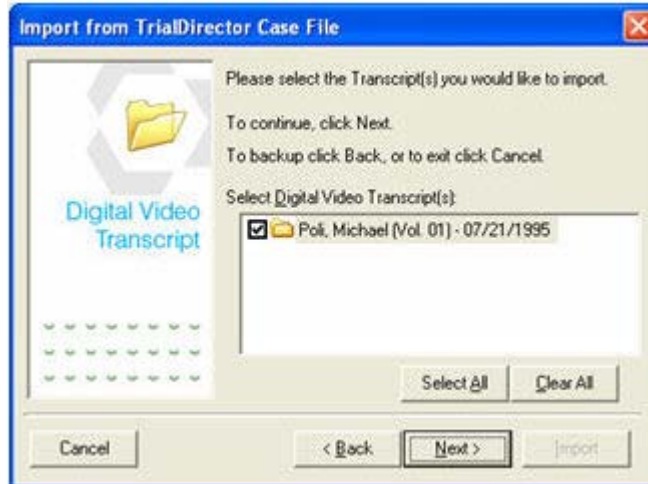 Import from TrialDirector Case File
Please select the Transcript(s) you would like to import.
To continue, click Next.
To backup click Back, or to exit click Cancel.
Digital Video
Transcript
Select Digital Video Transcript(s):
Poli, Michael (Vol. 01) - 07/21/1995
Select All
Clear All
Cancel
< Back
Next >
Import